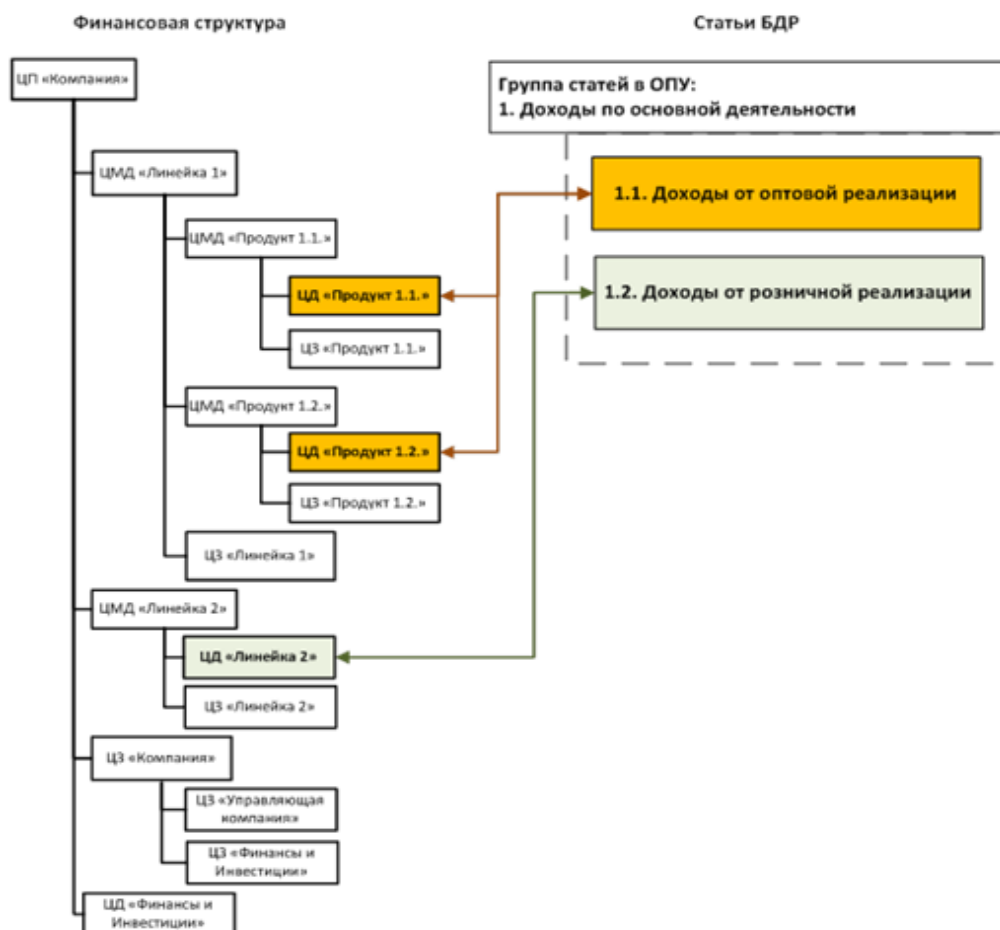 Финансовая структура
Статьи БДР
ЦП «Компания»
Группа статей в ОПУ:
1. Доходы по основной деятельности
ЦМД «Линейка 1»
1.1. Доходы от оптовой реализации
ЦМД «Продукт 1.1.»
ЦД «Продукт 1.1.»
1.2. Доходы от розничной реализации
ЦЗ «Продукт 1.1.»
ЦМД «Продукт 1.2.»
ЦД «Продукт 1.2.»
ЦЗ «Продукт 1.2.»
ЦЗ «Линейка 1»
ЦМД «Линейка 2»
ЦД «Линейка 2»
ЦЗ «Линейка 2»
ЦЗ «Компания»
ЦЗ «Управляющая
компания»
ЦЗ «Финансы и
Инвестиции»
ЦД «Финансы и
Инвестиции»